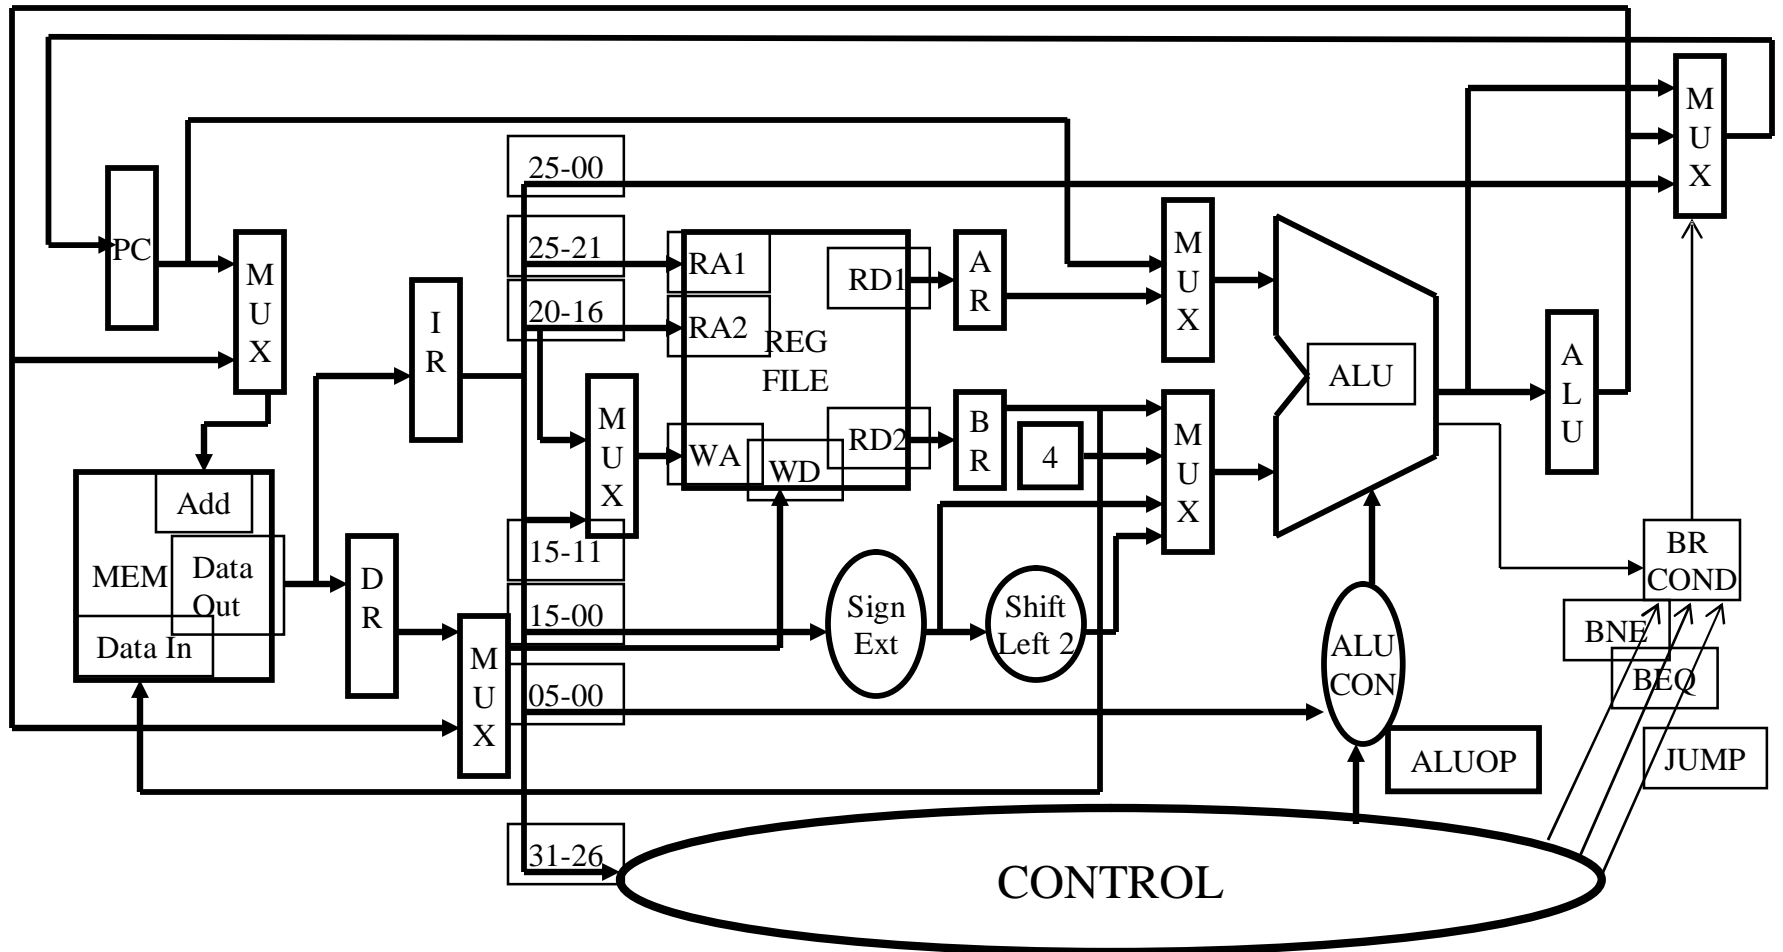 M
U
X
25-00
PC
25-21
M
U
X
RA1
RD1
A
R
M
U
X
I
R
20-16
RA2
REG
FILE
ALU
A
L
U
M
U
X
WA
WD
RD2
B
R
4
M
U
X
Add
MEM
Data
Out
Data In
D
R
15-11
15-00
M
U
X
05-00
Sign
Ext
Shift
Left 2
ALU
CON
BR
COND
BNE
BEQ
JUMP
ALUOP
31-26
CONTROL